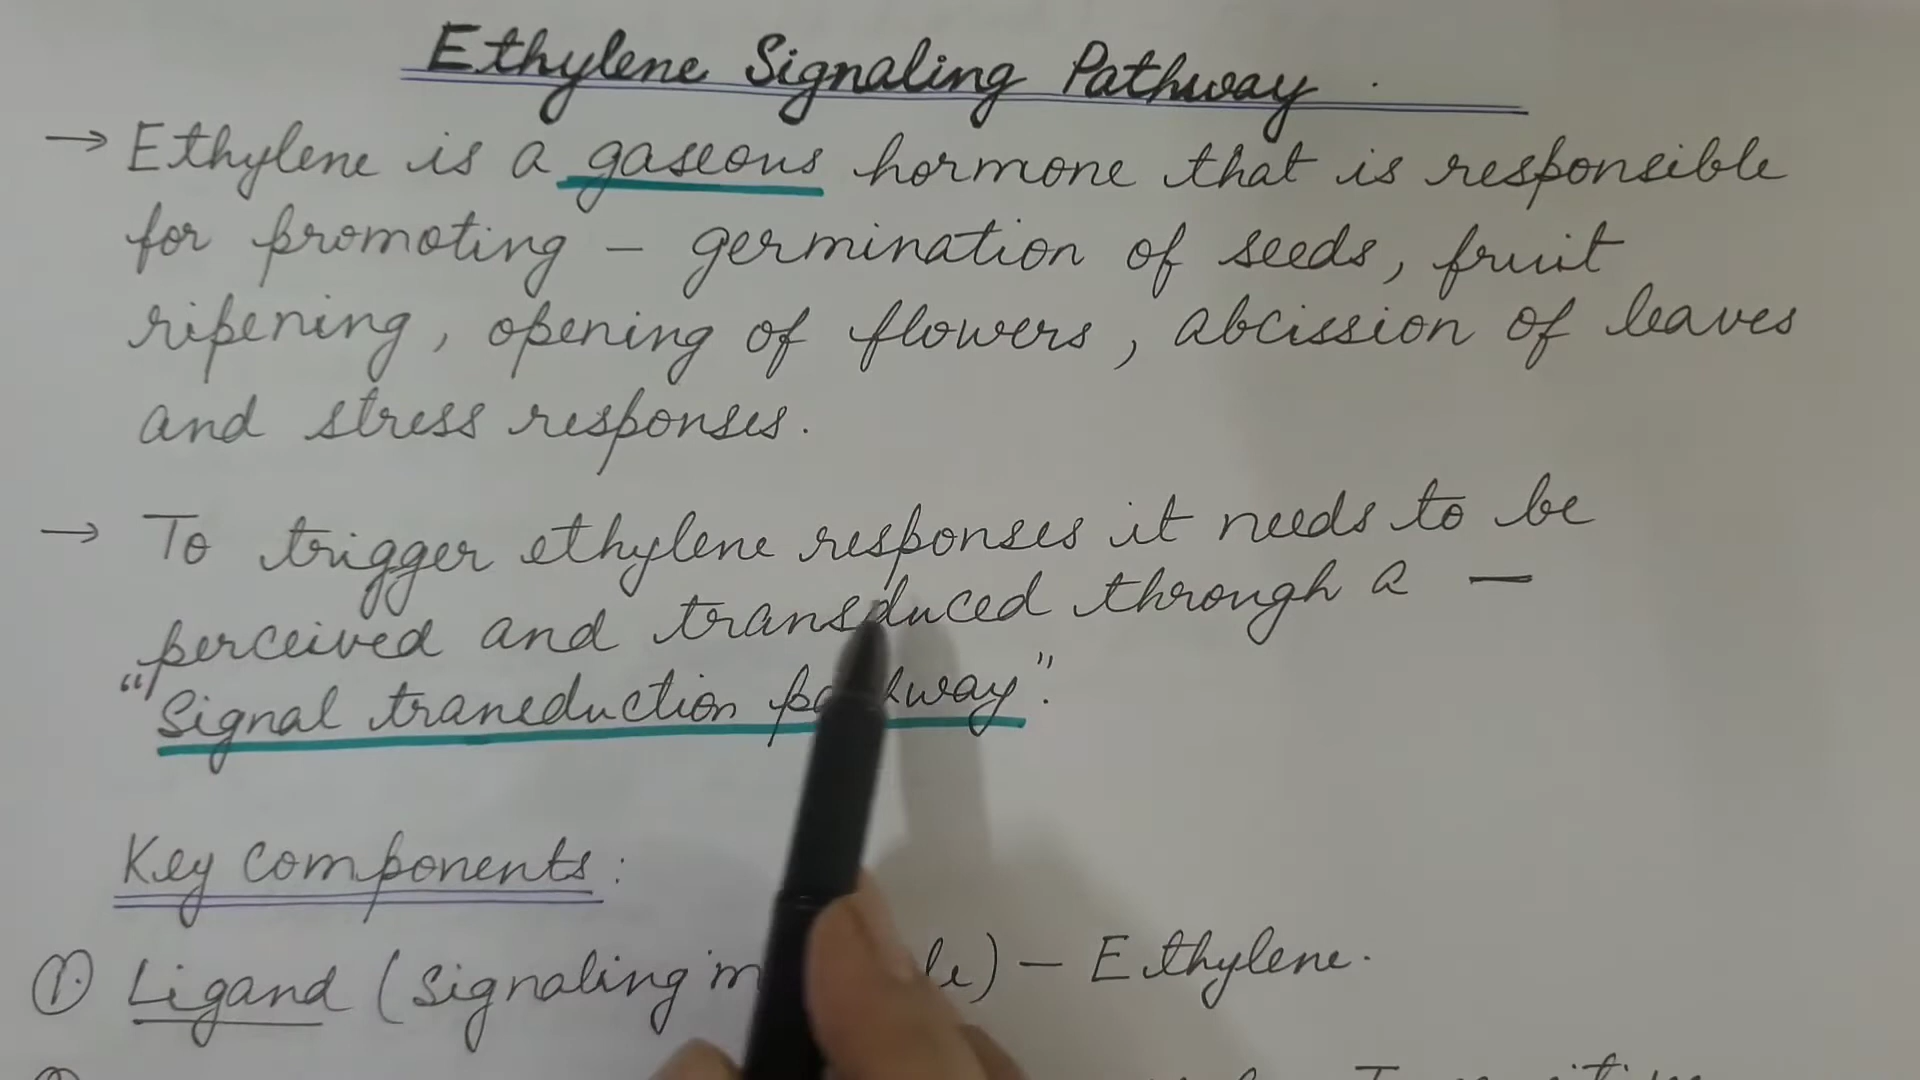 Ethylene Signaling Pathway.
→ Ethylene is a gaseous hormone that is responsible
for promoting – germination of seeds, fruit
ripening, opening of flowers, abcission of leaves
and stress responses.
→ To trigger ethylene responses it needs to be
perceived and transduced through a —
"Signal transduction pathway".
Key Components:
①. Ligand (Signaling) – Ethylene.